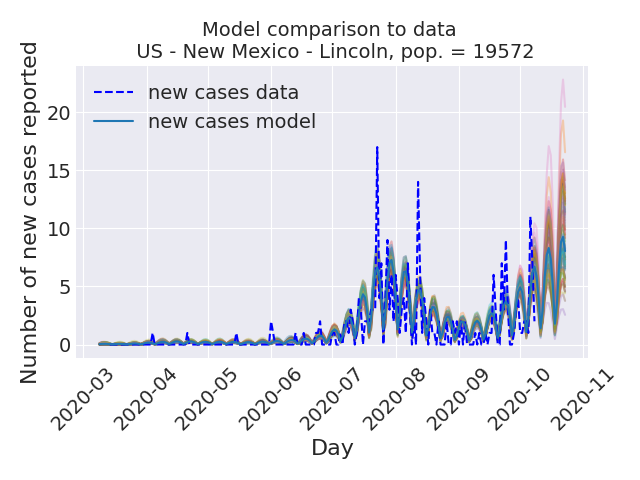 Model comparison to data
US - New Mexico - Lincoln, pop. = 19572
Number of new cases reported
20
15
10
5
0
new cases data
new cases model
2020-03
2020-04
2020-05
2020-06
2020-07
2020-08
2020-09
2020-10
2020-11
Day